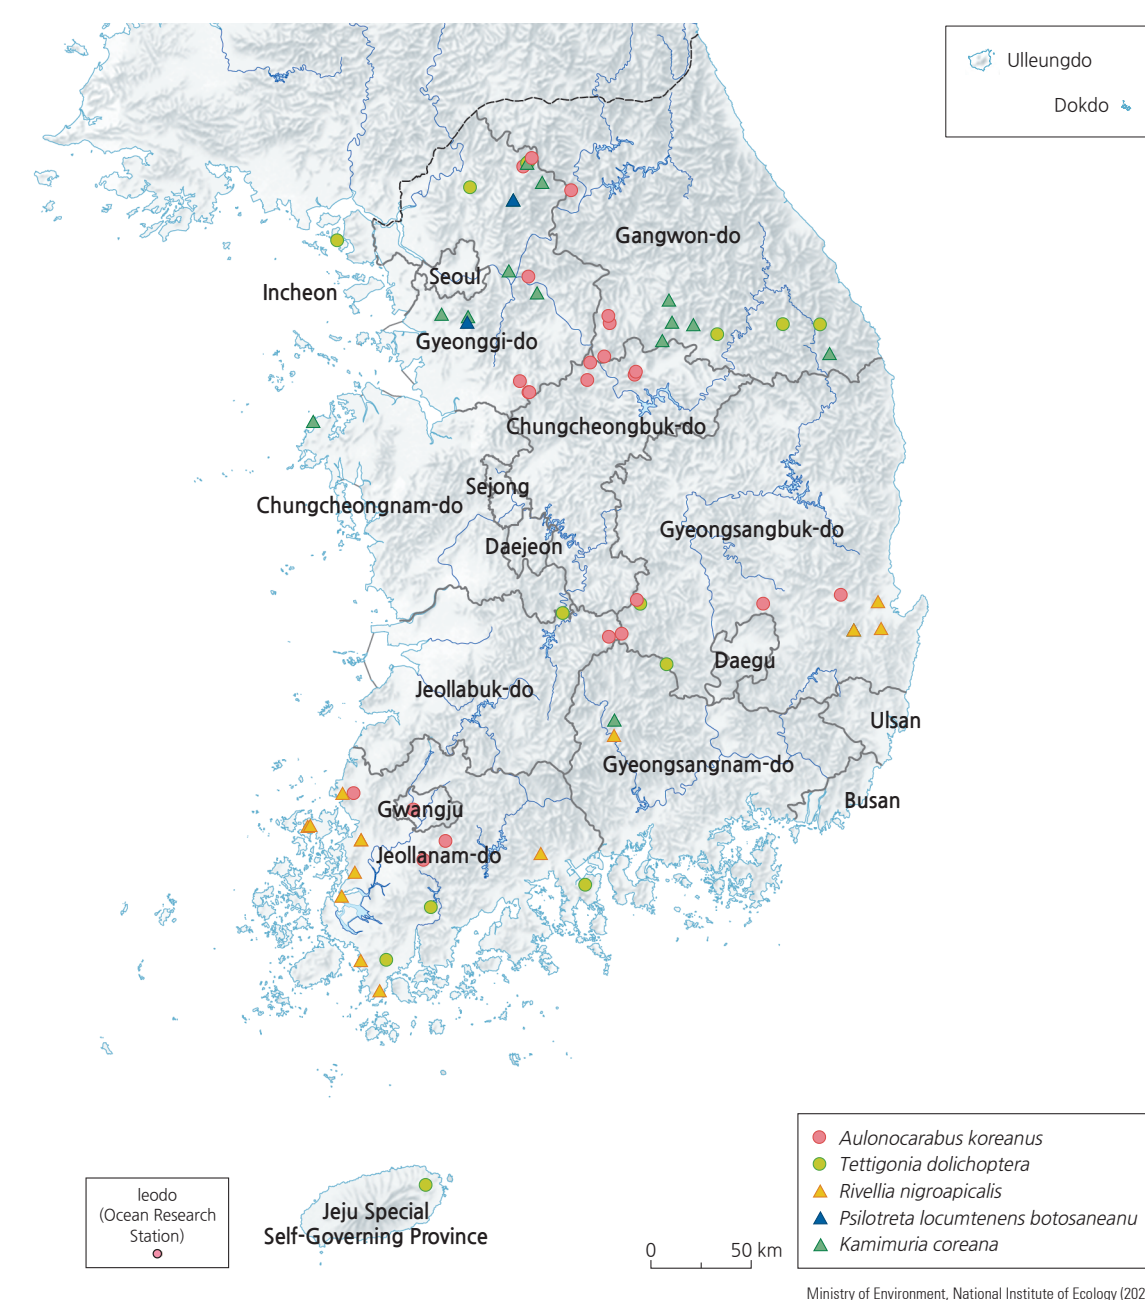 Ulleungdo
Dokdo
Gangwon-do
Seoul
Incheon
Gyeonggi-do
Chungcheongbuk-do
Sejong
Chungcheongnam-do
Gyeongsangbuk-do
Daejeon
Daegu
Jeollabuk-do
Ulsan
Gyeongsangnam-do
Busan
Gwangju
Jeollanam-do
Ieodo
(Ocean Research
Station)
Jeju Special
Self-Governing Province
0 50 km
Aulonocarabus koreanus
Tettigonia dolichoptera
Rivellia nigroapicalis
Psilotreta locumtenens botosaneanu
Kamimuria coreana
Ministry of Environment, National Institute of Ecology (202